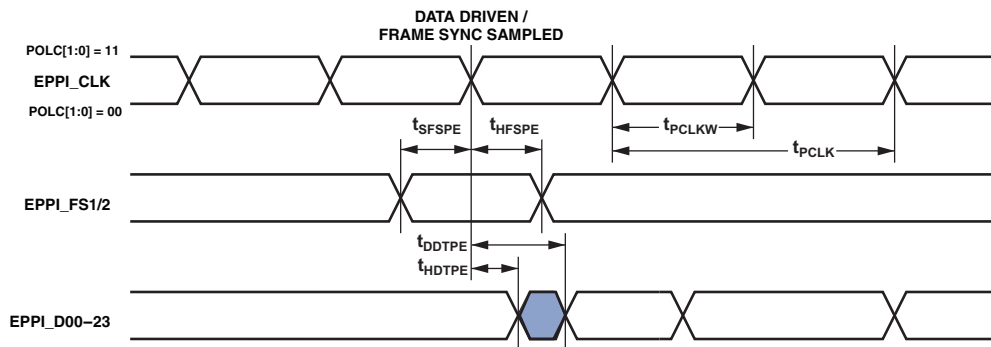 DATA DRIVEN /
FRAME SYNC SAMPLED
POLC[1:0] = 11
EPPI_CLK
POLC[1:0] = 00
tSFSPE
tHFSPE
tPCLKW
tPCLK
EPPI_FS1/2
tDDTPE
tHDTPE
EPPI_D00–23